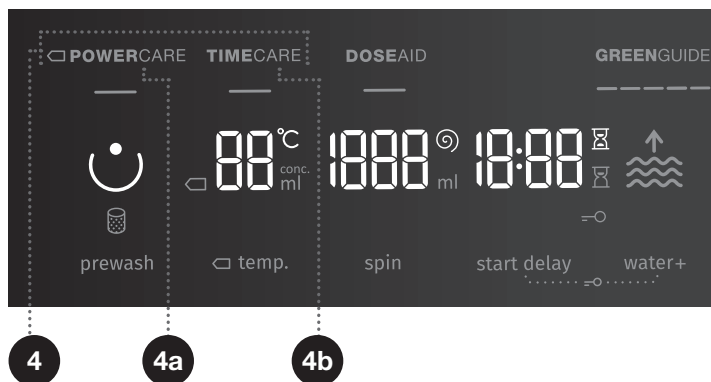 POWERCARE TIMECARE DOSEAID GREENGUIDE
88 °C 1888 18:88
conc.
ml ml
prewash temp. spin start delay water+
4 4a 4b